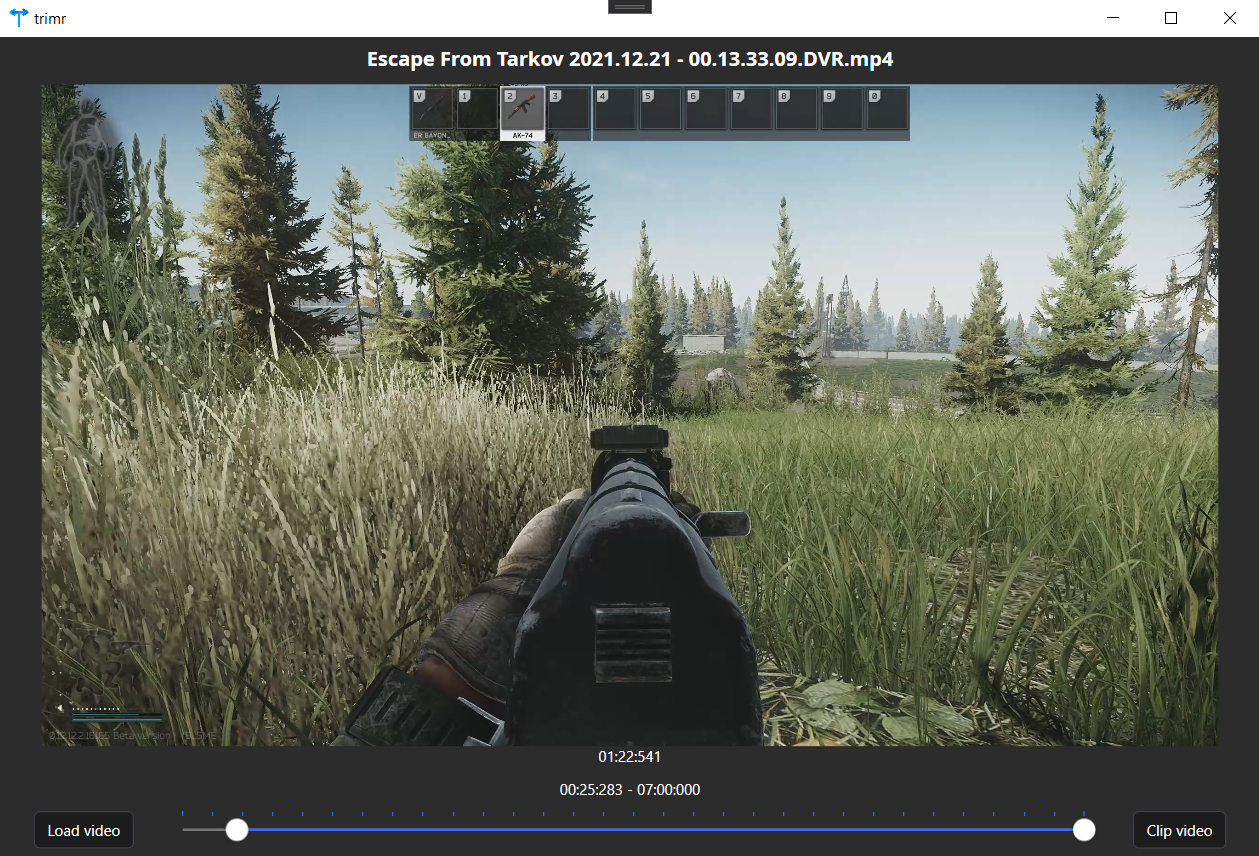 trimr
Escape From Tarkov 2021.12.21 - 00.13.33.09.DVR.mp4
V 1 2 3 4 5 6 7 8 9 0
AK-74
01:22:541
00:25:283 - 07:00:000
Load video
Clip video